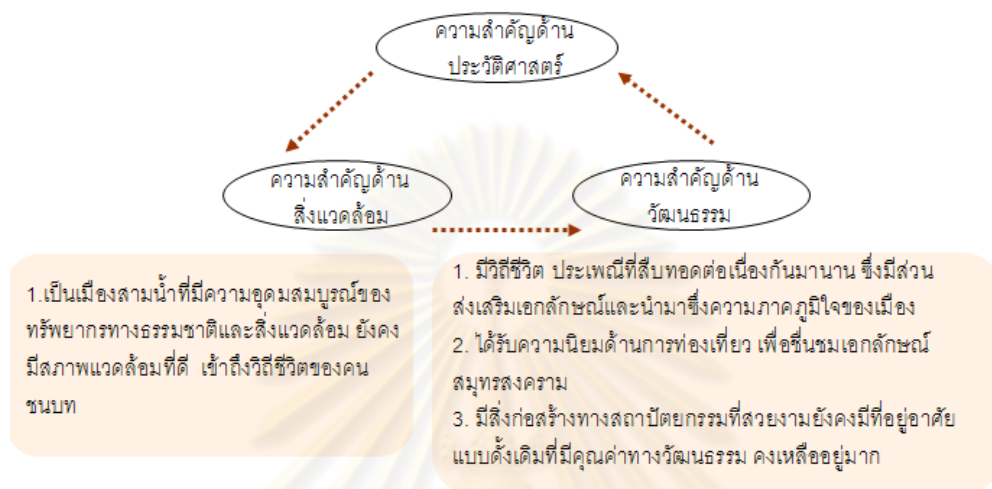 ความสำคัญด้าน
ประวัติศาสตร์
ความสำคัญด้าน
สิ่งแวดล้อม
ความสำคัญด้าน
วัฒนธรรม
1.เป็นเมืองสามน้ำที่มีความอุดมสมบูรณ์ของ
ทรัพยากรทางธรรมชาติและสิ่งแวดล้อม ยังคง
มีสภาพแวดล้อมที่ดี เข้าถึงวิถีชีวิตของคน
ชนบท
1. มีวิถีชีวิต ประเพณีที่สืบทอดต่อเนื่องกันมานาน ซึ่งมีส่วน
ส่งเสริมเอกลักษณ์และนำมาซึ่งความภาคภูมิใจของเมือง
2. ได้รับความนิยมด้านการท่องเที่ยว เพื่อชื่นชมเอกลักษณ์
สมุทรสงคราม
3. มีสิ่งก่อสร้างทางสถาปัตยกรรมที่สวยงามยังคงมีที่อยู่อาศัย
แบบดั้งเดิมที่มีคุณค่าทางวัฒนธรรม คงเหลืออยู่มาก